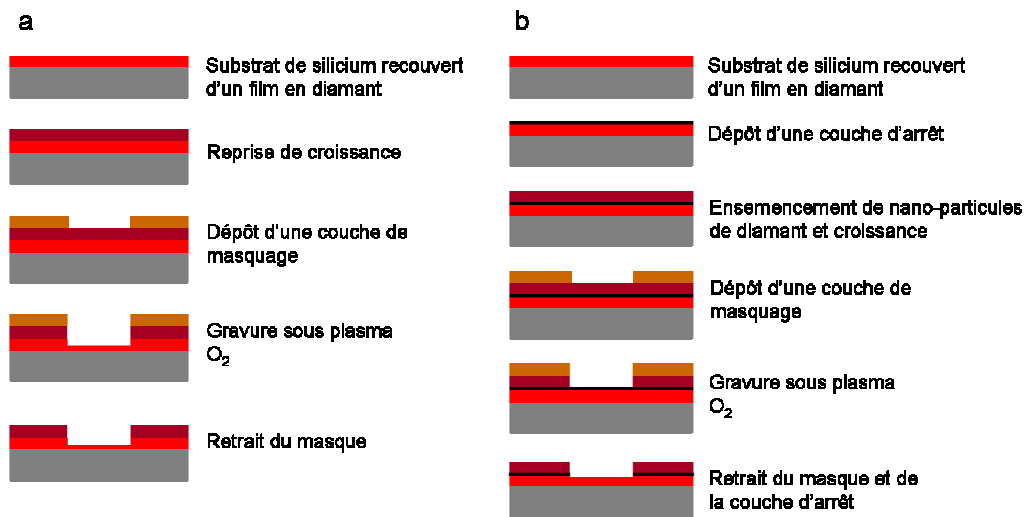 a
Substrat de silicium recouvert
d'un film en diamant
Reprise de croissance
Dépôt d'une couche de
masquage
Gravure sous plasma
O₂
Retrait du masque
b
Substrat de silicium recouvert
d'un film en diamant
Dépôt d'une couche d'arrêt
Ensemencement de nano-particules
de diamant et croissance
Dépôt d'une couche de
masquage
Gravure sous plasma
O₂
Retrait du masque et de
la couche d'arrêt